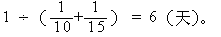 1 ÷ (1/10+1/15) = 6 (天)。